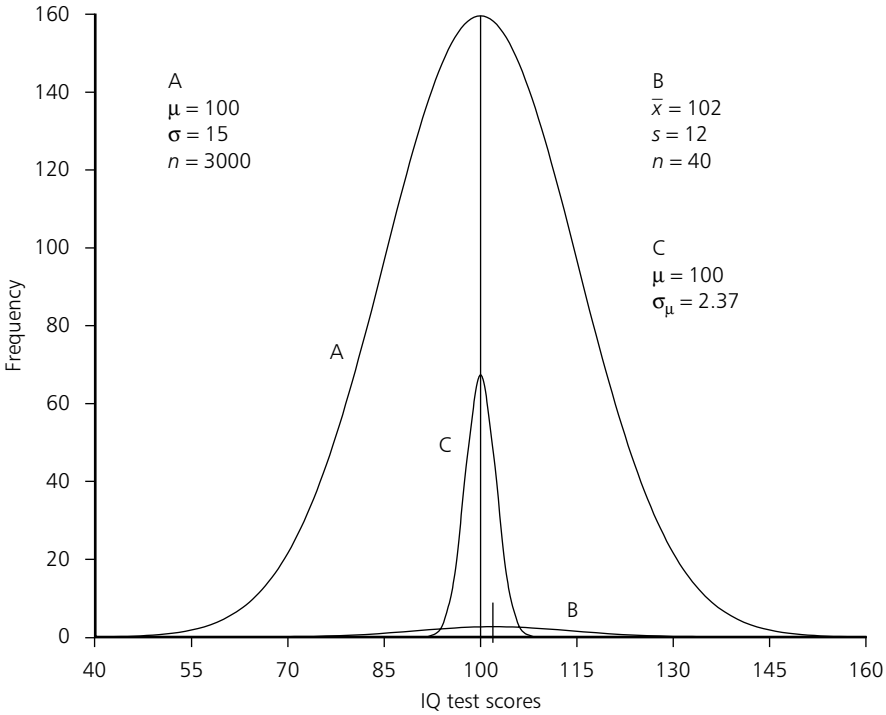 160
140
120
100
80
60
40
20
0
Frequency
A
μ = 100
σ = 15
n = 3000
B
x̅ = 102
s = 12
n = 40
C
μ = 100
σμ = 2.37
A
C
B
40 55 70 85 100 115 130 145 160
IQ test scores